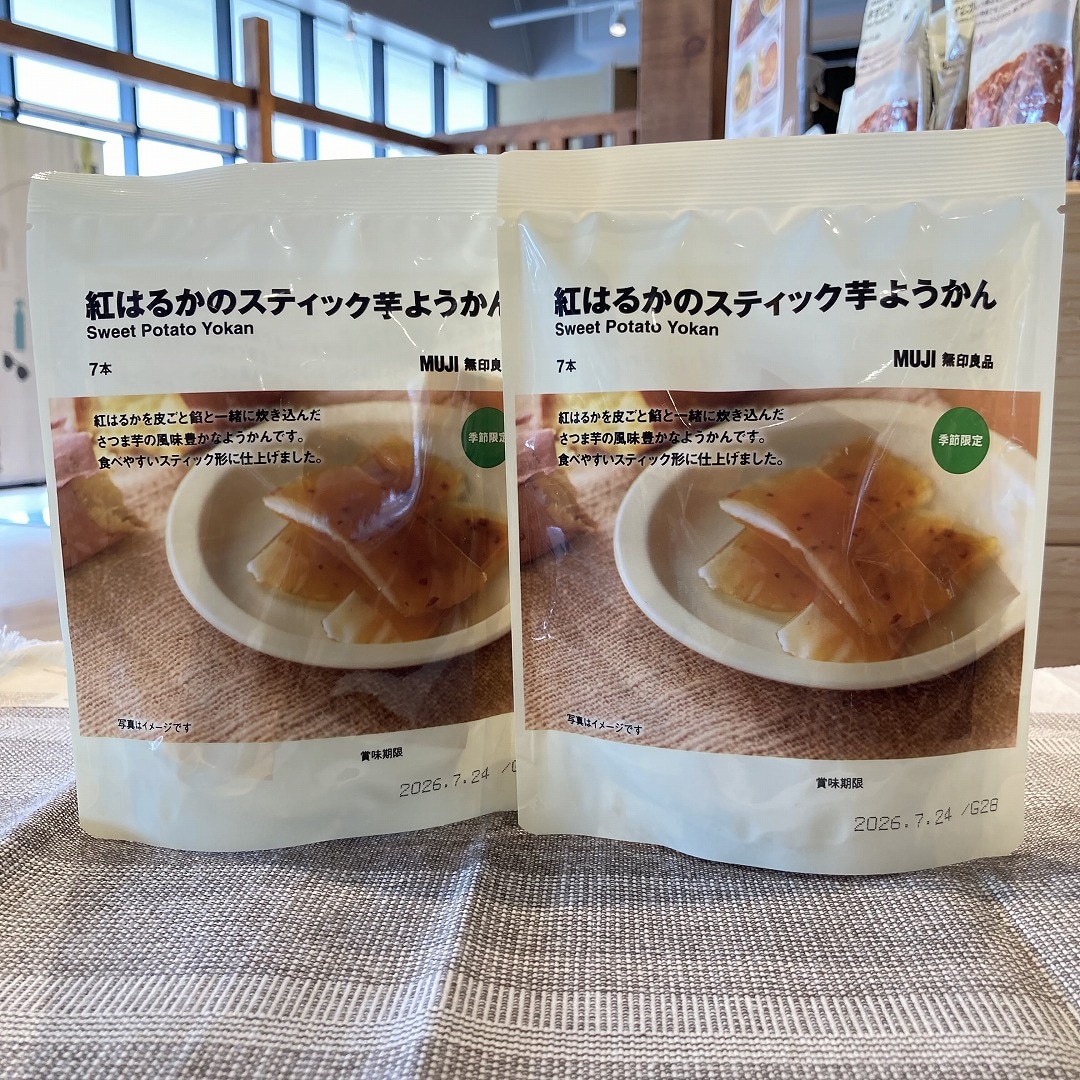 紅はるかのスティック芋ようかん
Sweet Potato Yokan
7本
MUJI 無印良
紅はるかを皮ごと餡と一緒に炊き込んだ
さつま芋の風味豊かなようかんです。
食べやすいスティック形に仕上げました。
季節限定
写真はイメージです
賞味期限
2026.7.24 /G
紅はるかのスティック芋ようかん
Sweet Potato Yokan
7本
MUJI 無印良品
紅はるかを皮ごと餡と一緒に炊き込んだ
さつま芋の風味豊かなようかんです。
食べやすいスティック形に仕上げました。
季節限定
写真はイメージです
賞味期限
2026.7.24 /G28